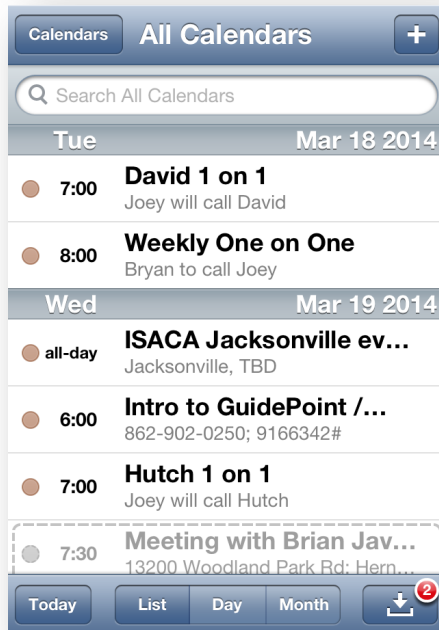 Calendars All Calendars +
Search All Calendars
Tue Mar 18 2014
7:00 David 1 on 1
Joey will call David
8:00 Weekly One on One
Bryan to call Joey
Wed Mar 19 2014
all-day ISACA Jacksonville ev...
Jacksonville, TBD
6:00 Intro to GuidePoint /...
862-902-0250; 9166342#
7:00 Hutch 1 on 1
Joey will call Hutch
7:30 Meeting with Brian Jav...
13200 Woodland Park Rd; Hern...
Today List Day Month 2